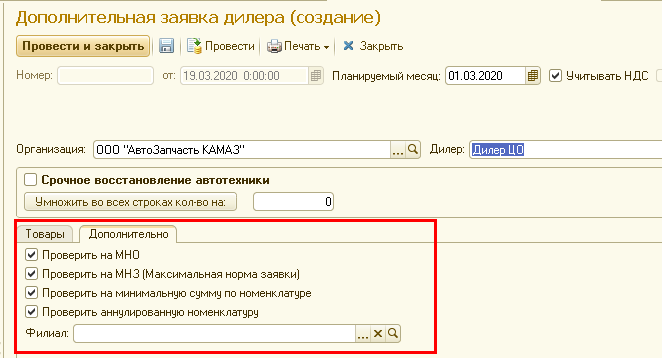 Дополнительная заявка дилера (создание)
Провести и закрыть Провести Печать Закрыть
Номер: от: 19.03.2020 0:00:00 Планируемый месяц: 01.03.2020 Учитывать НДС
Организация: ООО "АвтоЗапчасть КАМАЗ" ... Дилер: Дилер ЦО
Срочное восстановление автотехники
Умножить во всех строках кол-во на: 0
Товары Дополнительно
Проверить на МНО
Проверить на МНЗ (Максимальная норма заявки)
Проверить на минимальную сумму по номенклатуре
Проверить аннулированную номенклатуру
Филиал: ...